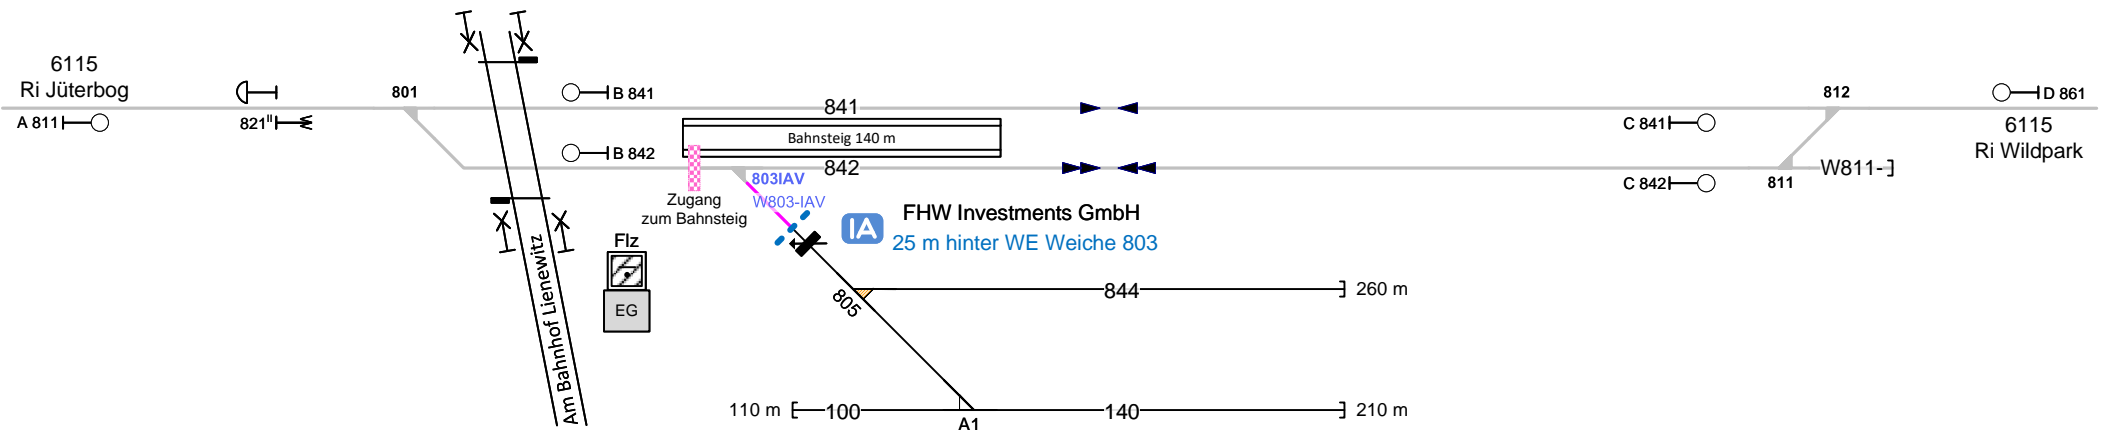 6115
Ri Jüterbog
A 811
821II
801
B 841
B 842
841
Bahnsteig 140 m
842
Zugang
zum Bahnsteig
803IAV
W803-IAV
IA
FHW Investments GmbH
25 m hinter WE Weiche 803
Flz
EG
Am Bahnhof Lienewitz
805
844
260 m
110 m
100
A1
140
210 m
C 841
C 842
812
811
W811-
D 861
6115
Ri Wildpark